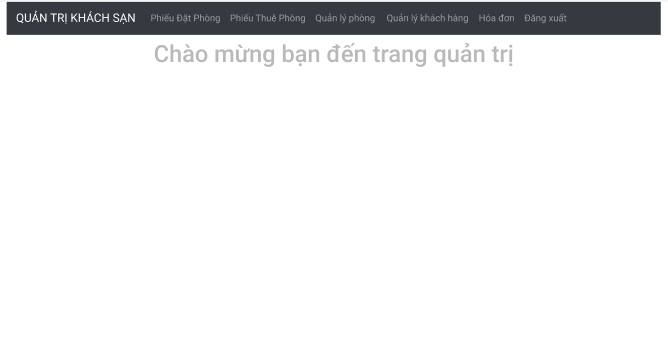 QUẢN TRỊ KHÁCH SẠN Phiếu Đặt Phòng Phiếu Thuê Phòng Quản lý phòng Quản lý khách hàng Hóa đơn Đăng xuất
Chào mừng bạn đến trang quản trị